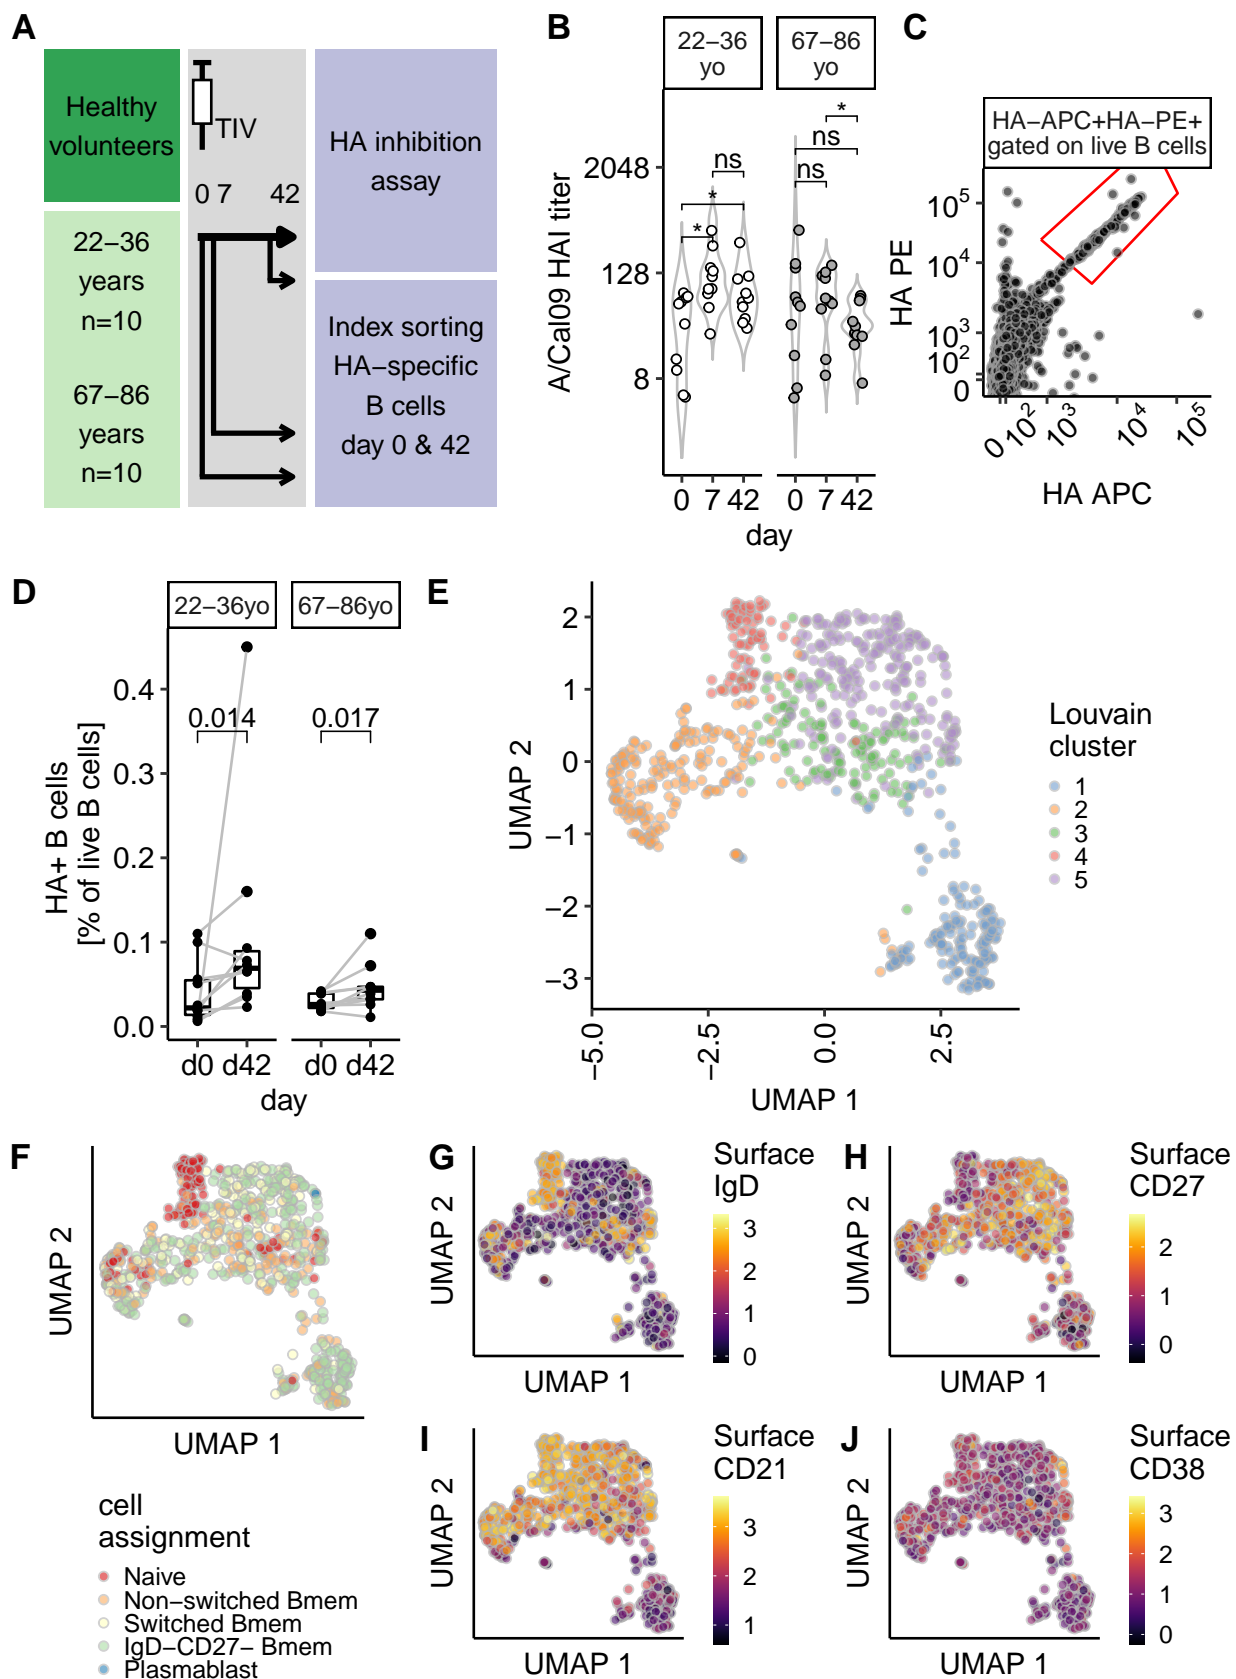 A
Healthy
volunteers
TIV
0 7 42
HA inhibition
assay
22−36
years
n=10
67−86
years
n=10
Index sorting
HA−specific
B cells
day 0 & 42
B
22−36
yo
67−86
yo
A/Cal09 HAI titer
2048
128
8
ns
*
*
*
ns
ns
0 7 42
0 7 42
day
C
HA−APC+HA−PE+
gated on live B cells
HA PE
10^5
10^4
10^3
10^2
0
0
10^2
10^3
10^4
10^5
HA APC
D
22−36yo
67−86yo
HA+ B cells
[% of live B cells]
0.4
0.3
0.2
0.1
0.0
0.014
0.017
d0 d42
d0 d42
day
E
UMAP 2
2
1
0
−1
−2
−3
−5.0
−2.5
0.0
2.5
UMAP 1
Louvain
cluster
1
2
3
4
5
F
UMAP 2
UMAP 1
cell
assignment
Naive
Non−switched Bmem
Switched Bmem
IgD−CD27− Bmem
Plasmablast
G
UMAP 2
UMAP 1
Surface
IgD
3
2
1
0
H
UMAP 2
UMAP 1
Surface
CD27
2
1
0
I
UMAP 2
UMAP 1
Surface
CD21
3
2
1
J
UMAP 2
UMAP 1
Surface
CD38
3
2
1
0